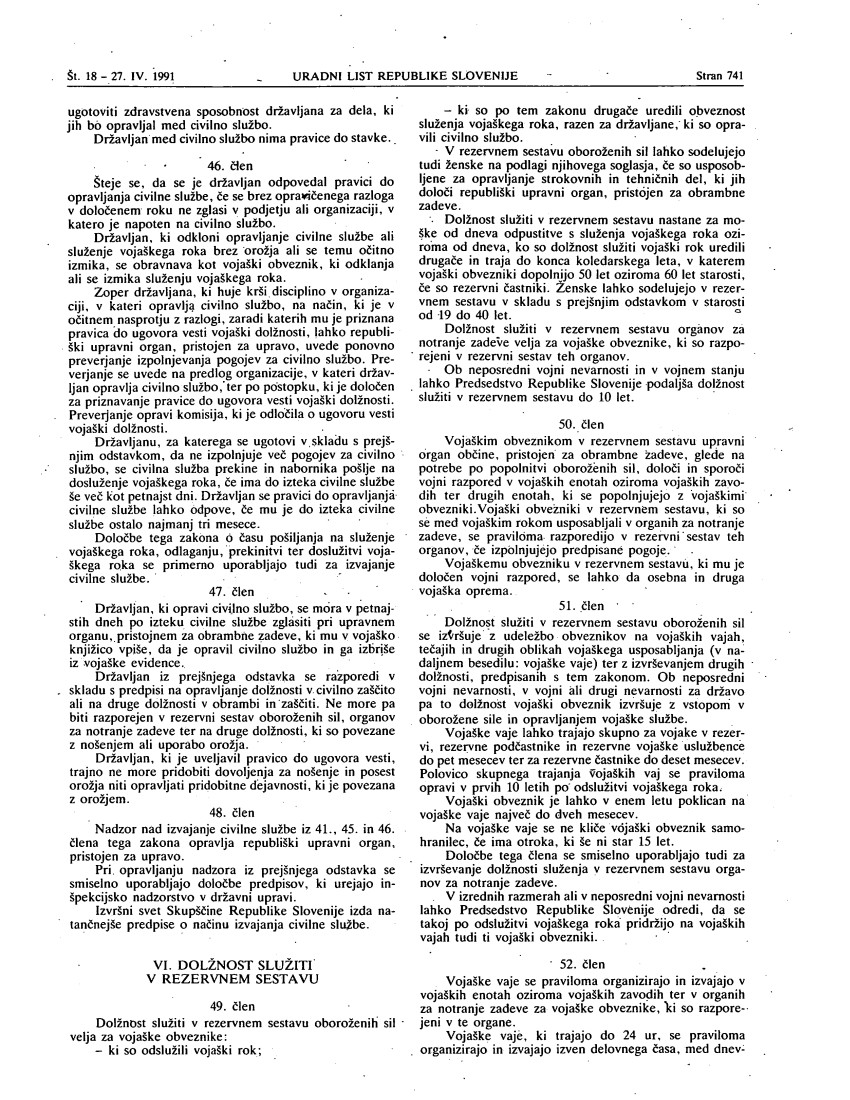 Št. 18 – 27. IV. 1991
URADNI LIST REPUBLIKE SLOVENIJE
Stran 741
ugotoviti zdravstvena sposobnost državljana za dela, ki
jih bo opravljal med civilno službo.
Državljan med civilno službo nima pravice do stavke.
46. člen
Šteje se, da se je državljan odpovedal pravici do
opravljanja civilne službe, če se brez opravičenega razloga
v določenem roku ne zglasi v podjetju ali organizaciji, v
katero je napoten na civilno službo.
Državljan, ki odkloni opravljanje civilne službe ali
služenje vojaškega roka brez orožja ali se temu očitno
izmika, se obravnava kot vojaški obveznik, ki odklanja
ali se izmika služenju vojaškega roka.
Zoper državljana, ki huje krši disciplino v organiza-
ciji, v kateri opravlja civilno službo, na način, ki je v
očitnem nasprotju z razlogi, zaradi katerih mu je priznana
pravica do ugovora vesti vojaški dolžnosti, lahko republi-
ški upravni organ, pristojen za upravo, uvede ponovno
preverjanje izpolnjevanja pogojev za civilno službo. Pre-
verjanje se uvede na predlog organizacije, v kateri držav-
ljan opravlja civilno službo, ter po postopku, ki je določen
za priznavanje pravice do ugovora vesti vojaški dolžnosti.
Preverjanje opravi komisija, ki je odločila o ugovoru vesti
vojaški dolžnosti.
Državljanu, za katerega se ugotovi v skladu s prejš-
njim odstavkom, da ne izpolnjuje več pogojev za civilno
službo, se civilna služba prekine in nabornika pošlje na
dosluženje vojaškega roka, če ima do izteka civilne službe
še več kot petnajst dni. Državljan se pravici do opravljanja
civilne službe lahko odpove, če mu je do izteka civilne
službe ostalo najmanj tri mesece.
Določbe tega zakona o času pošiljanja na služenje
vojaškega roka, odlaganju, prekinitvi ter doslužitvi voja-
škega roka se primerno uporabljajo tudi za izvajanje
civilne službe.
47. člen
Državljan, ki opravi civilno službo, se mora v petnaj-
stih dneh po izteku civilne službe zglasiti pri upravnem
organu, pristojnem za obrambne zadeve, ki mu v vojaško
knjižico vpiše, da je opravil civilno službo in ga izbriše
iz vojaške evidence.
Državljan iz prejšnjega odstavka se razporedi v
skladu s predpisi na opravljanje dolžnosti v civilno zaščito
ali na druge dolžnosti v obrambi in zaščiti. Ne more pa
biti razporejen v rezervni sestav oboroženih sil, organov
za notranje zadeve ter na druge dolžnosti, ki so povezane
z nošenjem ali uporabo orožja.
Državljan, ki je uveljavil pravico do ugovora vesti,
trajno ne more pridobiti dovoljenja za nošenje in posest
orožja niti opravljati pridobitne dejavnosti, ki je povezana
z orožjem.
48. člen
Nadzor nad izvajanje civilne službe iz 41., 45. in 46.
člena tega zakona opravlja republiški upravni organ,
pristojen za upravo.
Pri opravljanju nadzora iz prejšnjega odstavka se
smiselno uporabljajo določbe predpisov, ki urejajo in-
špekcijsko nadzorstvo v državni upravi.
Izvršni svet Skupščine Republike Slovenije izda na-
tančnejše predpise o načinu izvajanja civilne službe.
VI. DOLŽNOST SLUŽITI
V REZERVNEM SESTAVU
49. člen
Dolžnost služiti v rezervnem sestavu oboroženih sil
velja za vojaške obveznike:
– ki so odslužili vojaški rok;
– ki so po tem zakonu drugače uredili obveznost
služenja vojaškega roka, razen za državljane, ki so opra-
vili civilno službo.
V rezervnem sestavu oboroženih sil lahko sodelujejo
tudi ženske na podlagi njihovega soglasja, če so usposob-
ljene za opravljanje strokovnih in tehničnih del, ki jih
določi republiški upravni organ, pristojen za obrambne
zadeve.
Dolžnost služiti v rezervnem sestavu nastane za mo-
ške od dneva odpustitve s služenja vojaškega roka ozi-
roma od dneva, ko so dolžnost služiti vojaški rok uredili
drugače in traja do konca koledarskega leta, v katerem
vojaški obvezniki dopolnijo 50 let oziroma 60 let starosti,
če so rezervni častniki. Ženske lahko sodelujejo v rezer-
vnem sestavu v skladu s prejšnjim odstavkom v starosti
od 19 do 40 let.
Dolžnost služiti v rezervnem sestavu organov za
notranje zadeve velja za vojaške obveznike, ki so razpo-
rejeni v rezervni sestav teh organov.
Ob neposredni vojni nevarnosti in v vojnem stanju
lahko Predsedstvo Republike Slovenije podaljša dolžnost
služiti v rezervnem sestavu do 10 let.
50. člen
Vojaškim obveznikom v rezervnem sestavu upravni
organ občine, pristojen za obrambne zadeve, glede na
potrebe po popolnitvi oboroženih sil, določi in sporoči
vojni razpored v vojaških enotah oziroma vojaških zavo-
dih ter drugih enotah, ki se popolnjujejo z vojaškimi
obvezniki. Vojaški obvezniki v rezervnem sestavu, ki so
se med vojaškim rokom usposabljali v organih za notranje
zadeve, se praviloma razporedijo v rezervni sestav teh
organov, če izpolnjujejo predpisane pogoje.
Vojaškemu obvezniku v rezervnem sestavu, ki mu je
določen vojni razpored, se lahko da osebna in druga
vojaška oprema.
51. člen
Dolžnost služiti v rezervnem sestavu oboroženih sil
se izvršuje z udeležbo obveznikov na vojaških vajah,
tečajih in drugih oblikah vojaškega usposabljanja (v na-
daljnem besedilu: vojaške vaje) ter z izvrševanjem drugih
dolžnosti, predpisanih s tem zakonom. Ob neposredni
vojni nevarnosti, v vojni ali drugi nevarnosti za državo
pa to dolžnost vojaški obveznik izvršuje z vstopom v
oborožene sile in opravljanjem vojaške službe.
Vojaške vaje lahko trajajo skupno za vojake v rezer-
vi, rezervne podčastnike in rezervne vojaške uslužbence
do pet mesecev ter za rezervne častnike do deset mesecev.
Polovico skupnega trajanja vojaških vaj se praviloma
opravi v prvih 10 letih po odslužitvi vojaškega roka.
Vojaški obveznik je lahko v enem letu poklican na
vojaške vaje največ do dveh mesecev.
Na vojaške vaje se ne kliče vojaški obveznik samo-
hranilec, če ima otroka, ki še ni star 15 let.
Določbe tega člena se smiselno uporabljajo tudi za
izvrševanje dolžnosti služenja v rezervnem sestavu orga-
nov za notranje zadeve.
V izrednih razmerah ali v neposredni vojni nevarnosti
lahko Predsedstvo Republike Slovenije odredi, da se
takoj po odslužitvi vojaškega roka pridržijo na vojaških
vajah tudi ti vojaški obvezniki.
52. člen
Vojaške vaje se praviloma organizirajo in izvajajo v
vojaških enotah oziroma vojaških zavodih ter v organih
za notranje zadeve za vojaške obveznike, ki so razpore-
jeni v te organe.
Vojaške vaje, ki trajajo do 24 ur, se praviloma
organizirajo in izvajajo izven delovnega časa, med dnev-